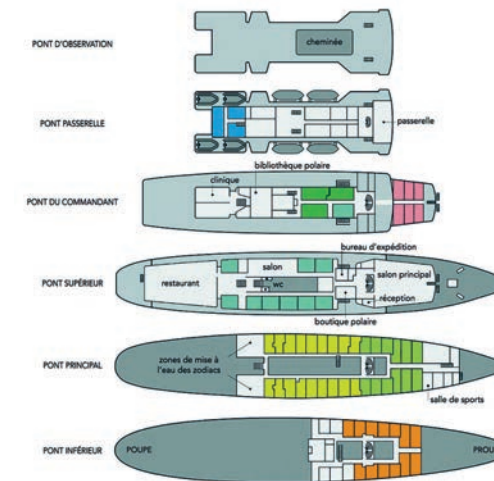 PONT D'OBSERVATION
cheminée
PONT PASSERELLE
passerelle
bibliothèque polaire
clinique
PONT DU COMMANDANT
bureau d'expédition
salon
salon principal
PONT SUPÉRIEUR
restaurant
wc
réception
boutique polaire
zones de mise à
l'eau des zodiacs
PONT PRINCIPAL
salle de sports
PONT INFÉRIEUR
POUPE
PROU